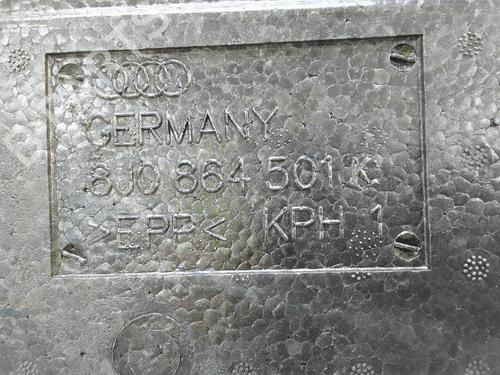 GERMANY
8J0 864 501 K
>EPP< KPH 1